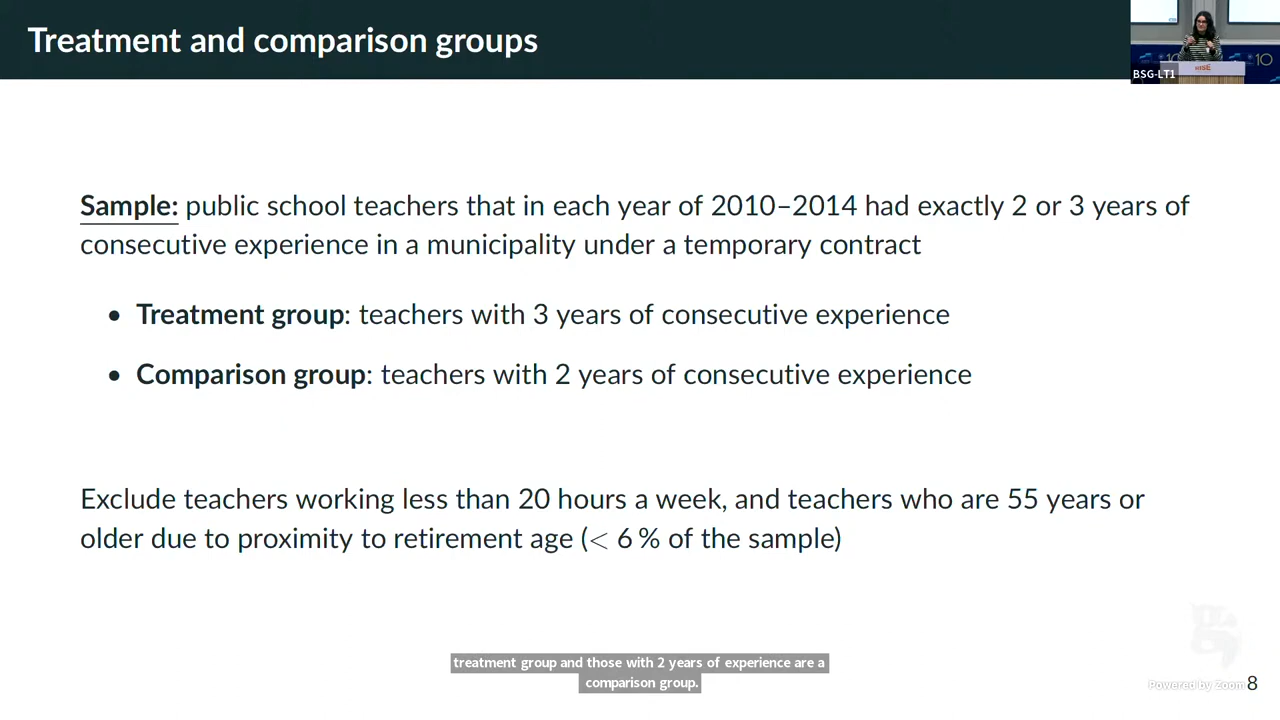 Treatment and comparison groups
BSG-LT1
RISE
10
Sample: public school teachers that in each year of 2010–2014 had exactly 2 or 3 years of
consecutive experience in a municipality under a temporary contract
• Treatment group: teachers with 3 years of consecutive experience
• Comparison group: teachers with 2 years of consecutive experience
Exclude teachers working less than 20 hours a week, and teachers who are 55 years or
older due to proximity to retirement age (< 6 % of the sample)
treatment group and those with 2 years of experience are a
comparison group.
Powered by Zoom
8